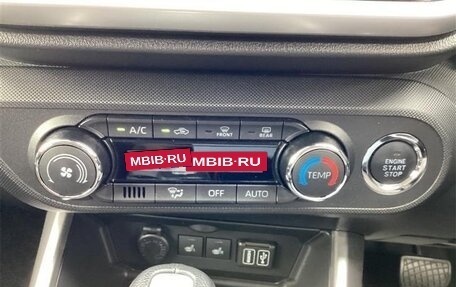 A/C
FRONT
REAR
MBIB.RU
MBIB.RU
TEMP
ENGINE
START
STOP
OFF
AUTO